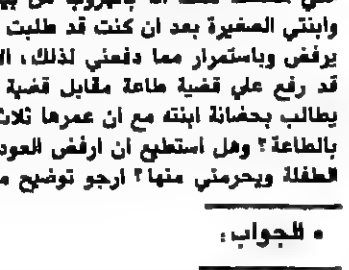 وابنتي الصغيرة بعد ان كنت قد طلبت
يرفض وباستمرار مما دفعني لذلك،
قد رفع علي قضية طاعة مقابل قضية
يطالب بحضانة ابنته مع ان عمرها ثلاث
بالطاعة؟ وهل استطيع ان ارفض العود
الطفلة ويحرمني منها؟ ارجو توضيح
• الجواب: